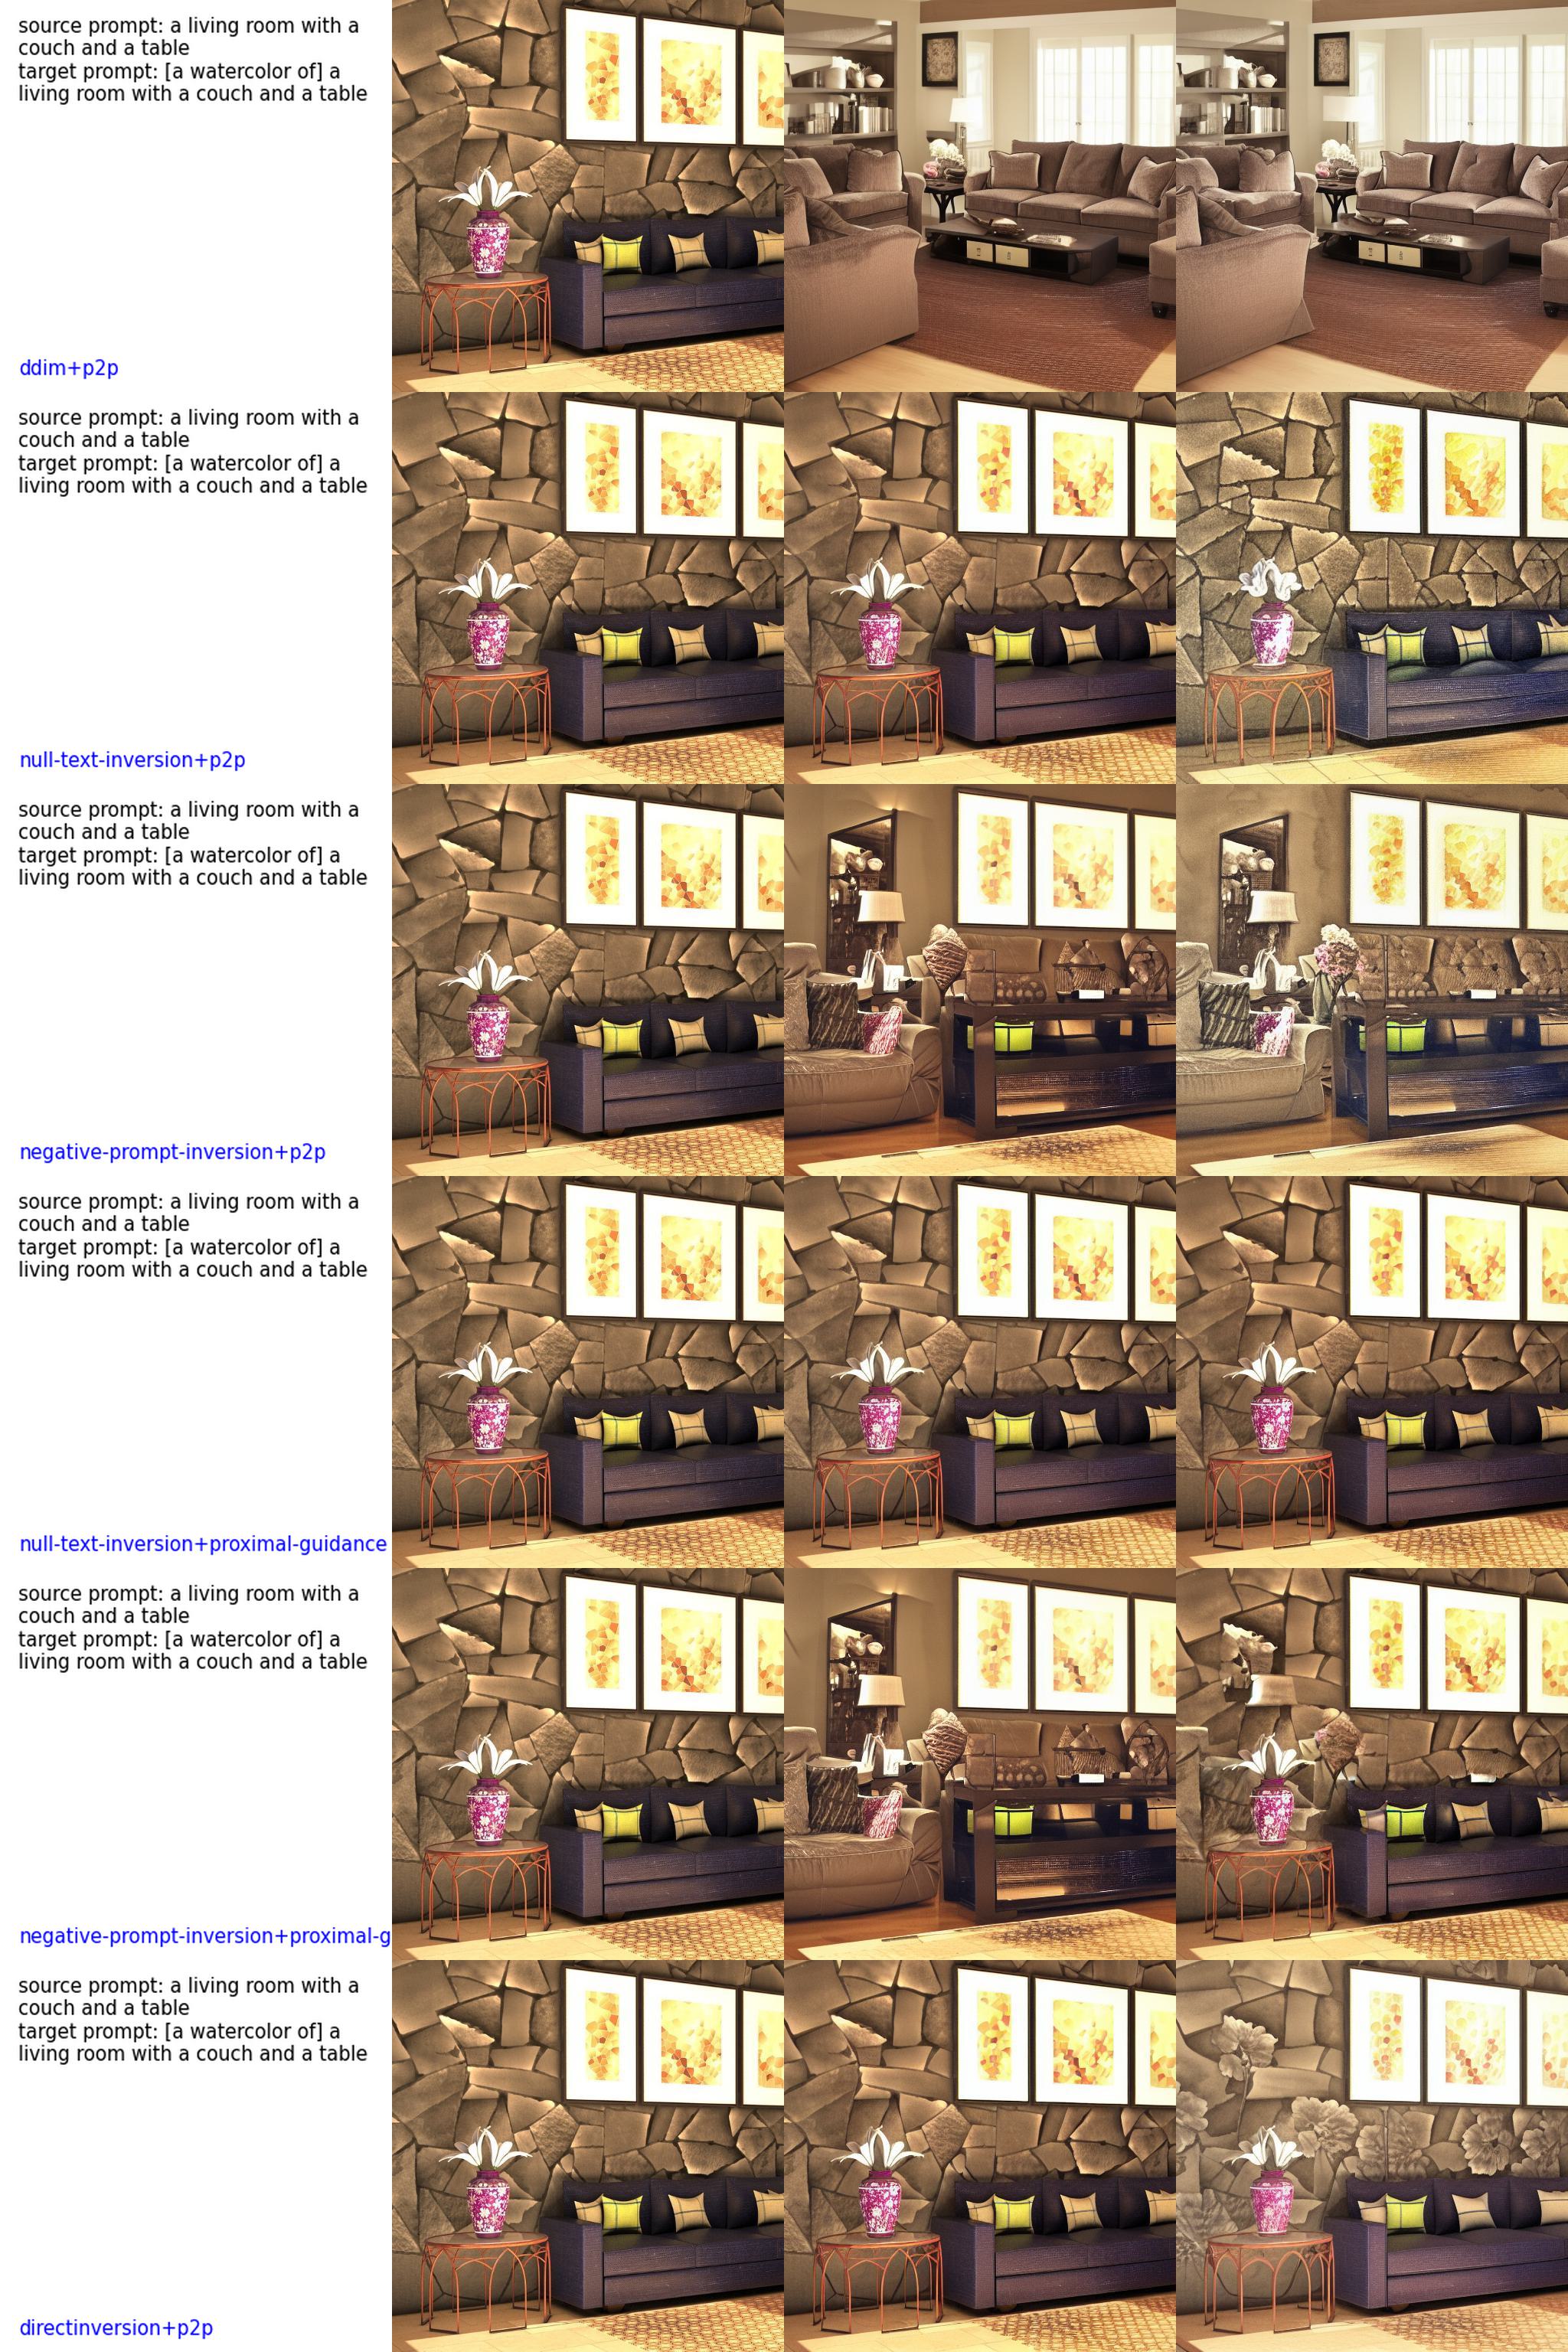 source prompt: a living room with a
couch and a table
target prompt: [a watercolor of] a
living room with a couch and a table
ddim+p2p
source prompt: a living room with a
couch and a table
target prompt: [a watercolor of] a
living room with a couch and a table
null-text-inversion+p2p
source prompt: a living room with a
couch and a table
target prompt: [a watercolor of] a
living room with a couch and a table
negative-prompt-inversion+p2p
source prompt: a living room with a
couch and a table
target prompt: [a watercolor of] a
living room with a couch and a table
null-text-inversion+proximal-guidance
source prompt: a living room with a
couch and a table
target prompt: [a watercolor of] a
living room with a couch and a table
negative-prompt-inversion+proximal-g
source prompt: a living room with a
couch and a table
target prompt: [a watercolor of] a
living room with a couch and a table
directinversion+p2p